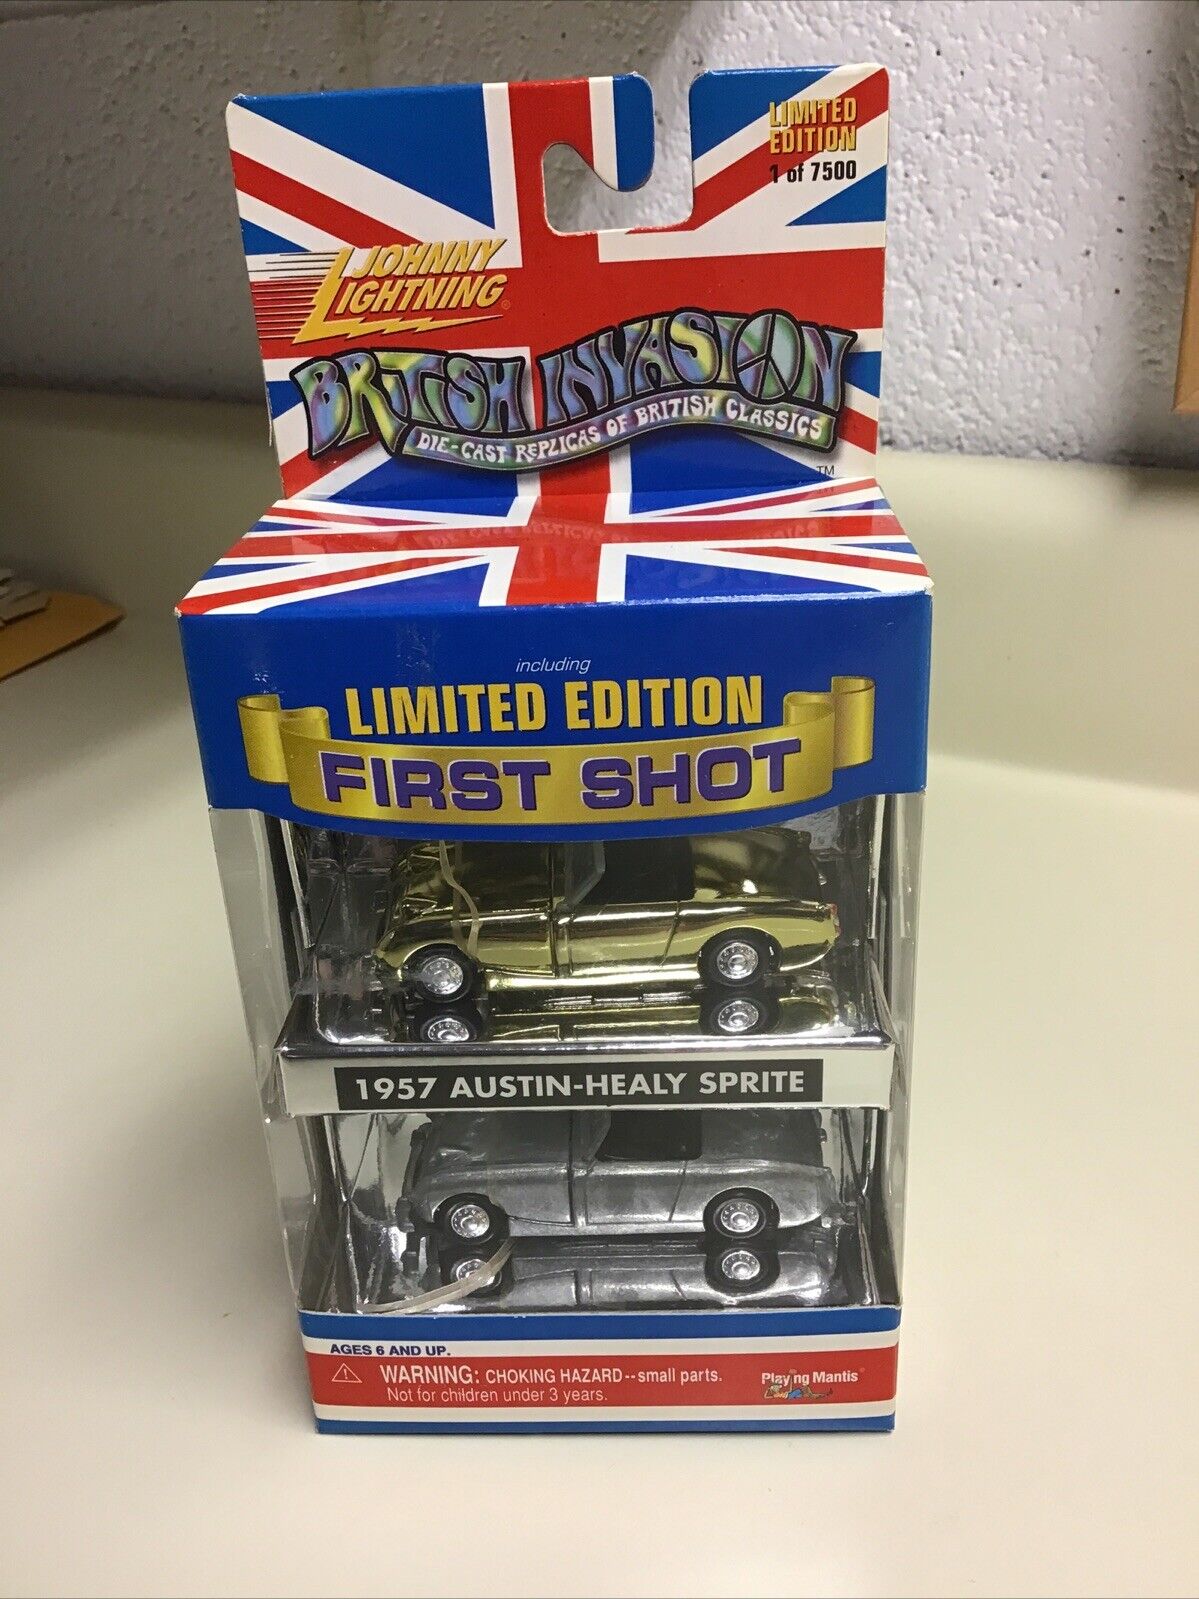 LIMITED
EDITION
1 of 7500
JOHNNY
LIGHTNING®
BRITISH INVASION
DIE-CAST REPLICAS OF BRITISH CLASSICS
TM
including
LIMITED EDITION
FIRST SHOT
1957 AUSTIN-HEALY SPRITE
AGES 6 AND UP.
WARNING: CHOKING HAZARD--small parts.
Not for children under 3 years.
Playing Mantis®